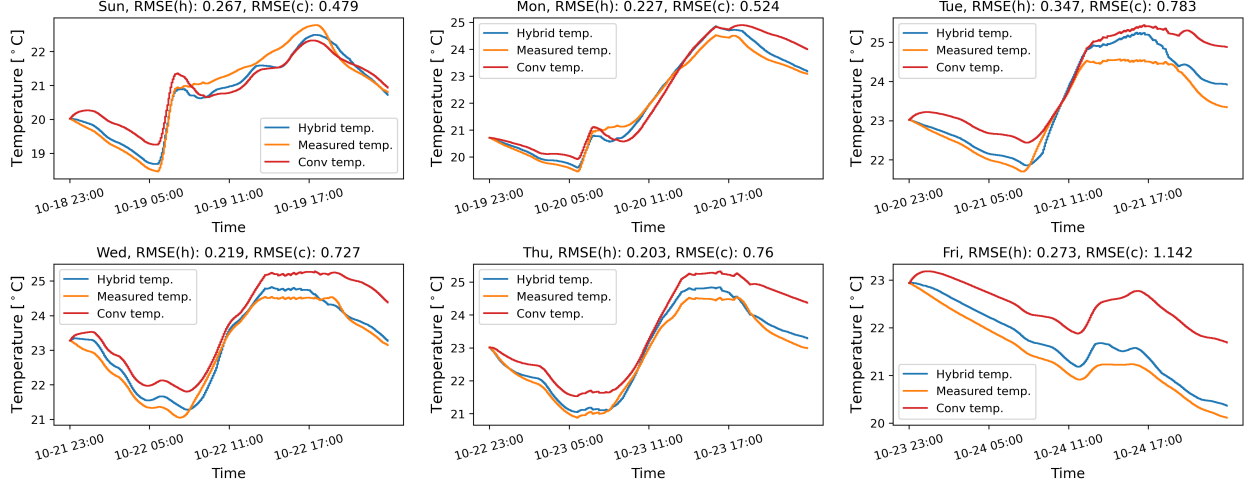 Sun, RMSE(h): 0.267, RMSE(c): 0.479
Temperature [°C]
22
21
20
19
Hybrid temp.
Measured temp.
Conv temp.
10-18 23:00
10-19 05:00
10-19 11:00
10-19 17:00
Time
Mon, RMSE(h): 0.227, RMSE(c): 0.524
Temperature [°C]
25
24
23
22
21
20
Hybrid temp.
Measured temp.
Conv temp.
10-19 23:00
10-20 05:00
10-20 11:00
10-20 17:00
Time
Tue, RMSE(h): 0.347, RMSE(c): 0.783
Temperature [°C]
25
24
23
22
Hybrid temp.
Measured temp.
Conv temp.
10-20 23:00
10-21 05:00
10-21 11:00
10-21 17:00
Time
Wed, RMSE(h): 0.219, RMSE(c): 0.727
Temperature [°C]
25
24
23
22
21
Hybrid temp.
Measured temp.
Conv temp.
10-21 23:00
10-22 05:00
10-22 11:00
10-22 17:00
Time
Thu, RMSE(h): 0.203, RMSE(c): 0.76
Temperature [°C]
25
24
23
22
21
Hybrid temp.
Measured temp.
Conv temp.
10-22 23:00
10-23 05:00
10-23 11:00
10-23 17:00
Time
Fri, RMSE(h): 0.273, RMSE(c): 1.142
Temperature [°C]
23
22
21
20
Hybrid temp.
Measured temp.
Conv temp.
10-23 23:00
10-24 05:00
10-24 11:00
10-24 17:00
Time